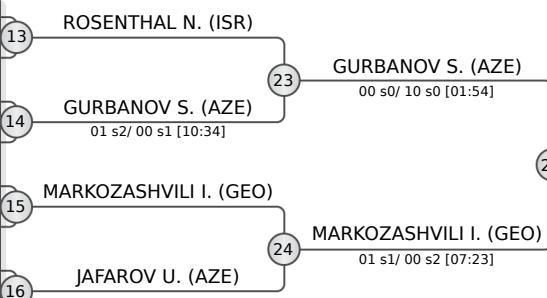 ROSENTHAL N. (ISR)
13
23
GURBANOV S. (AZE)
00 s0/ 10 s0 [01:54]
GURBANOV S. (AZE)
14
01 s2/ 00 s1 [10:34]
MARKOZASHVILI I. (GEO)
15
24
MARKOZASHVILI I. (GEO)
01 s1/ 00 s2 [07:23]
JAFAROV U. (AZE)
16